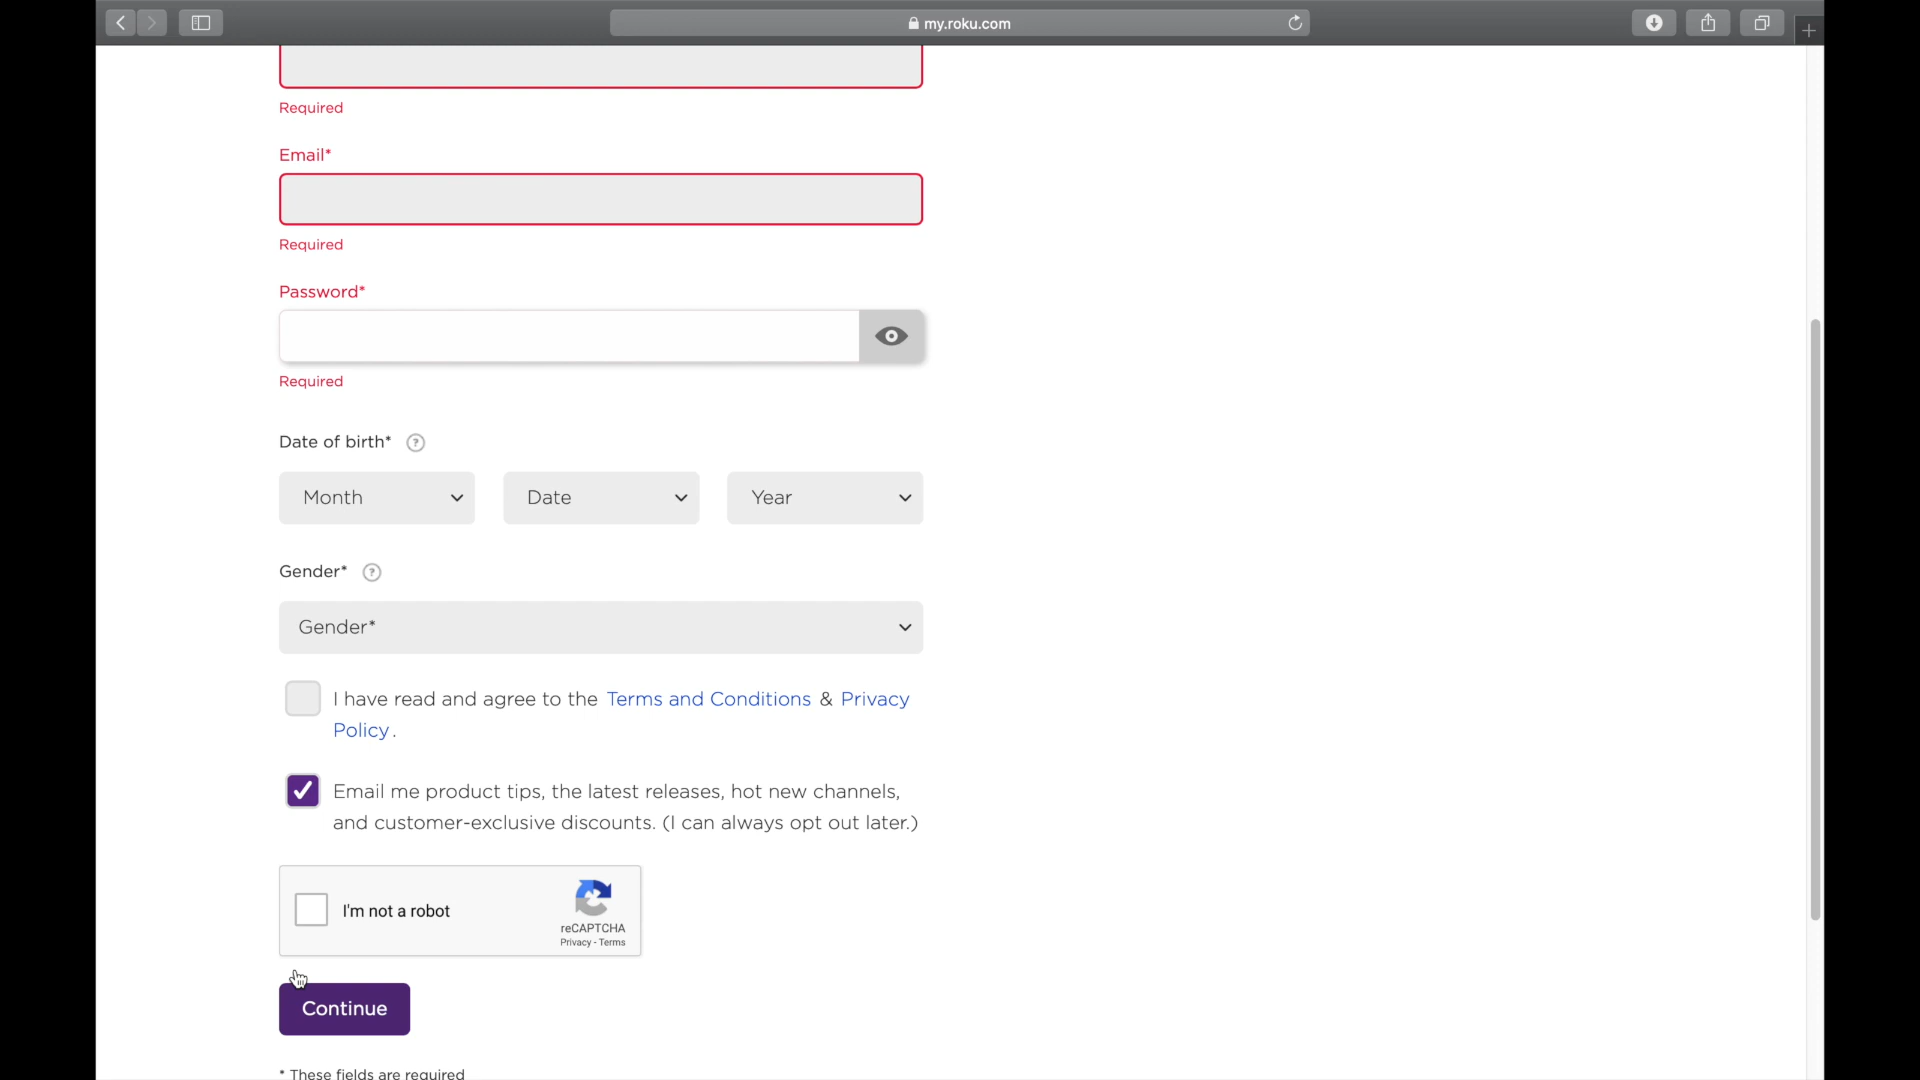 my.roku.com
Required
Email*
Required
Password*
Required
Date of birth*
Month Date Year
Gender*
Gender*
I have read and agree to the Terms and Conditions & Privacy
Policy.
Email me product tips, the latest releases, hot new channels,
and customer-exclusive discounts. (I can always opt out later.)
I'm not a robot
reCAPTCHA
Privacy - Terms
Continue
* These fields are required